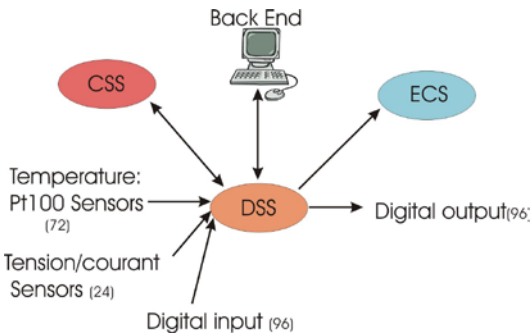 Back End
CSS
ECS
Temperature:
Pt100 Sensors
(72)
DSS
Digital output(96)
Tension/courant
Sensors (24)
Digital input (96)